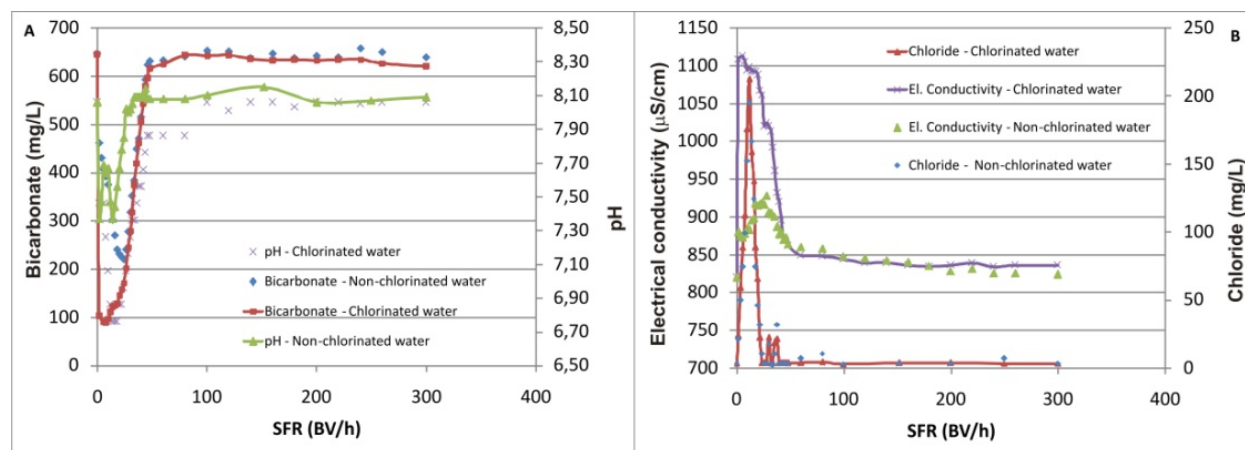 A
Bicarbonate (mg/L)
700
600
500
400
300
200
100
0
8,50
8,30
8,10
7,90
7,70
7,50
7,30
7,10
6,90
6,70
6,50
pH
pH - Chlorinated water
Bicarbonate - Non-chlorinated water
Bicarbonate - Chlorinated water
pH - Non-chlorinated water
0 100 200 300 400
SFR (BV/h)
B
Electrical conductivity (µS/cm)
1150
1100
1050
1000
950
900
850
800
750
700
250
200
150
100
50
0
Chloride (mg/L)
Chloride - Chlorinated water
El. Conductivity - Chlorinated water
El. Conductivity - Non-chlorinated water
Chloride - Non-chlorinated water
0 100 200 300 400
SFR (BV/h)